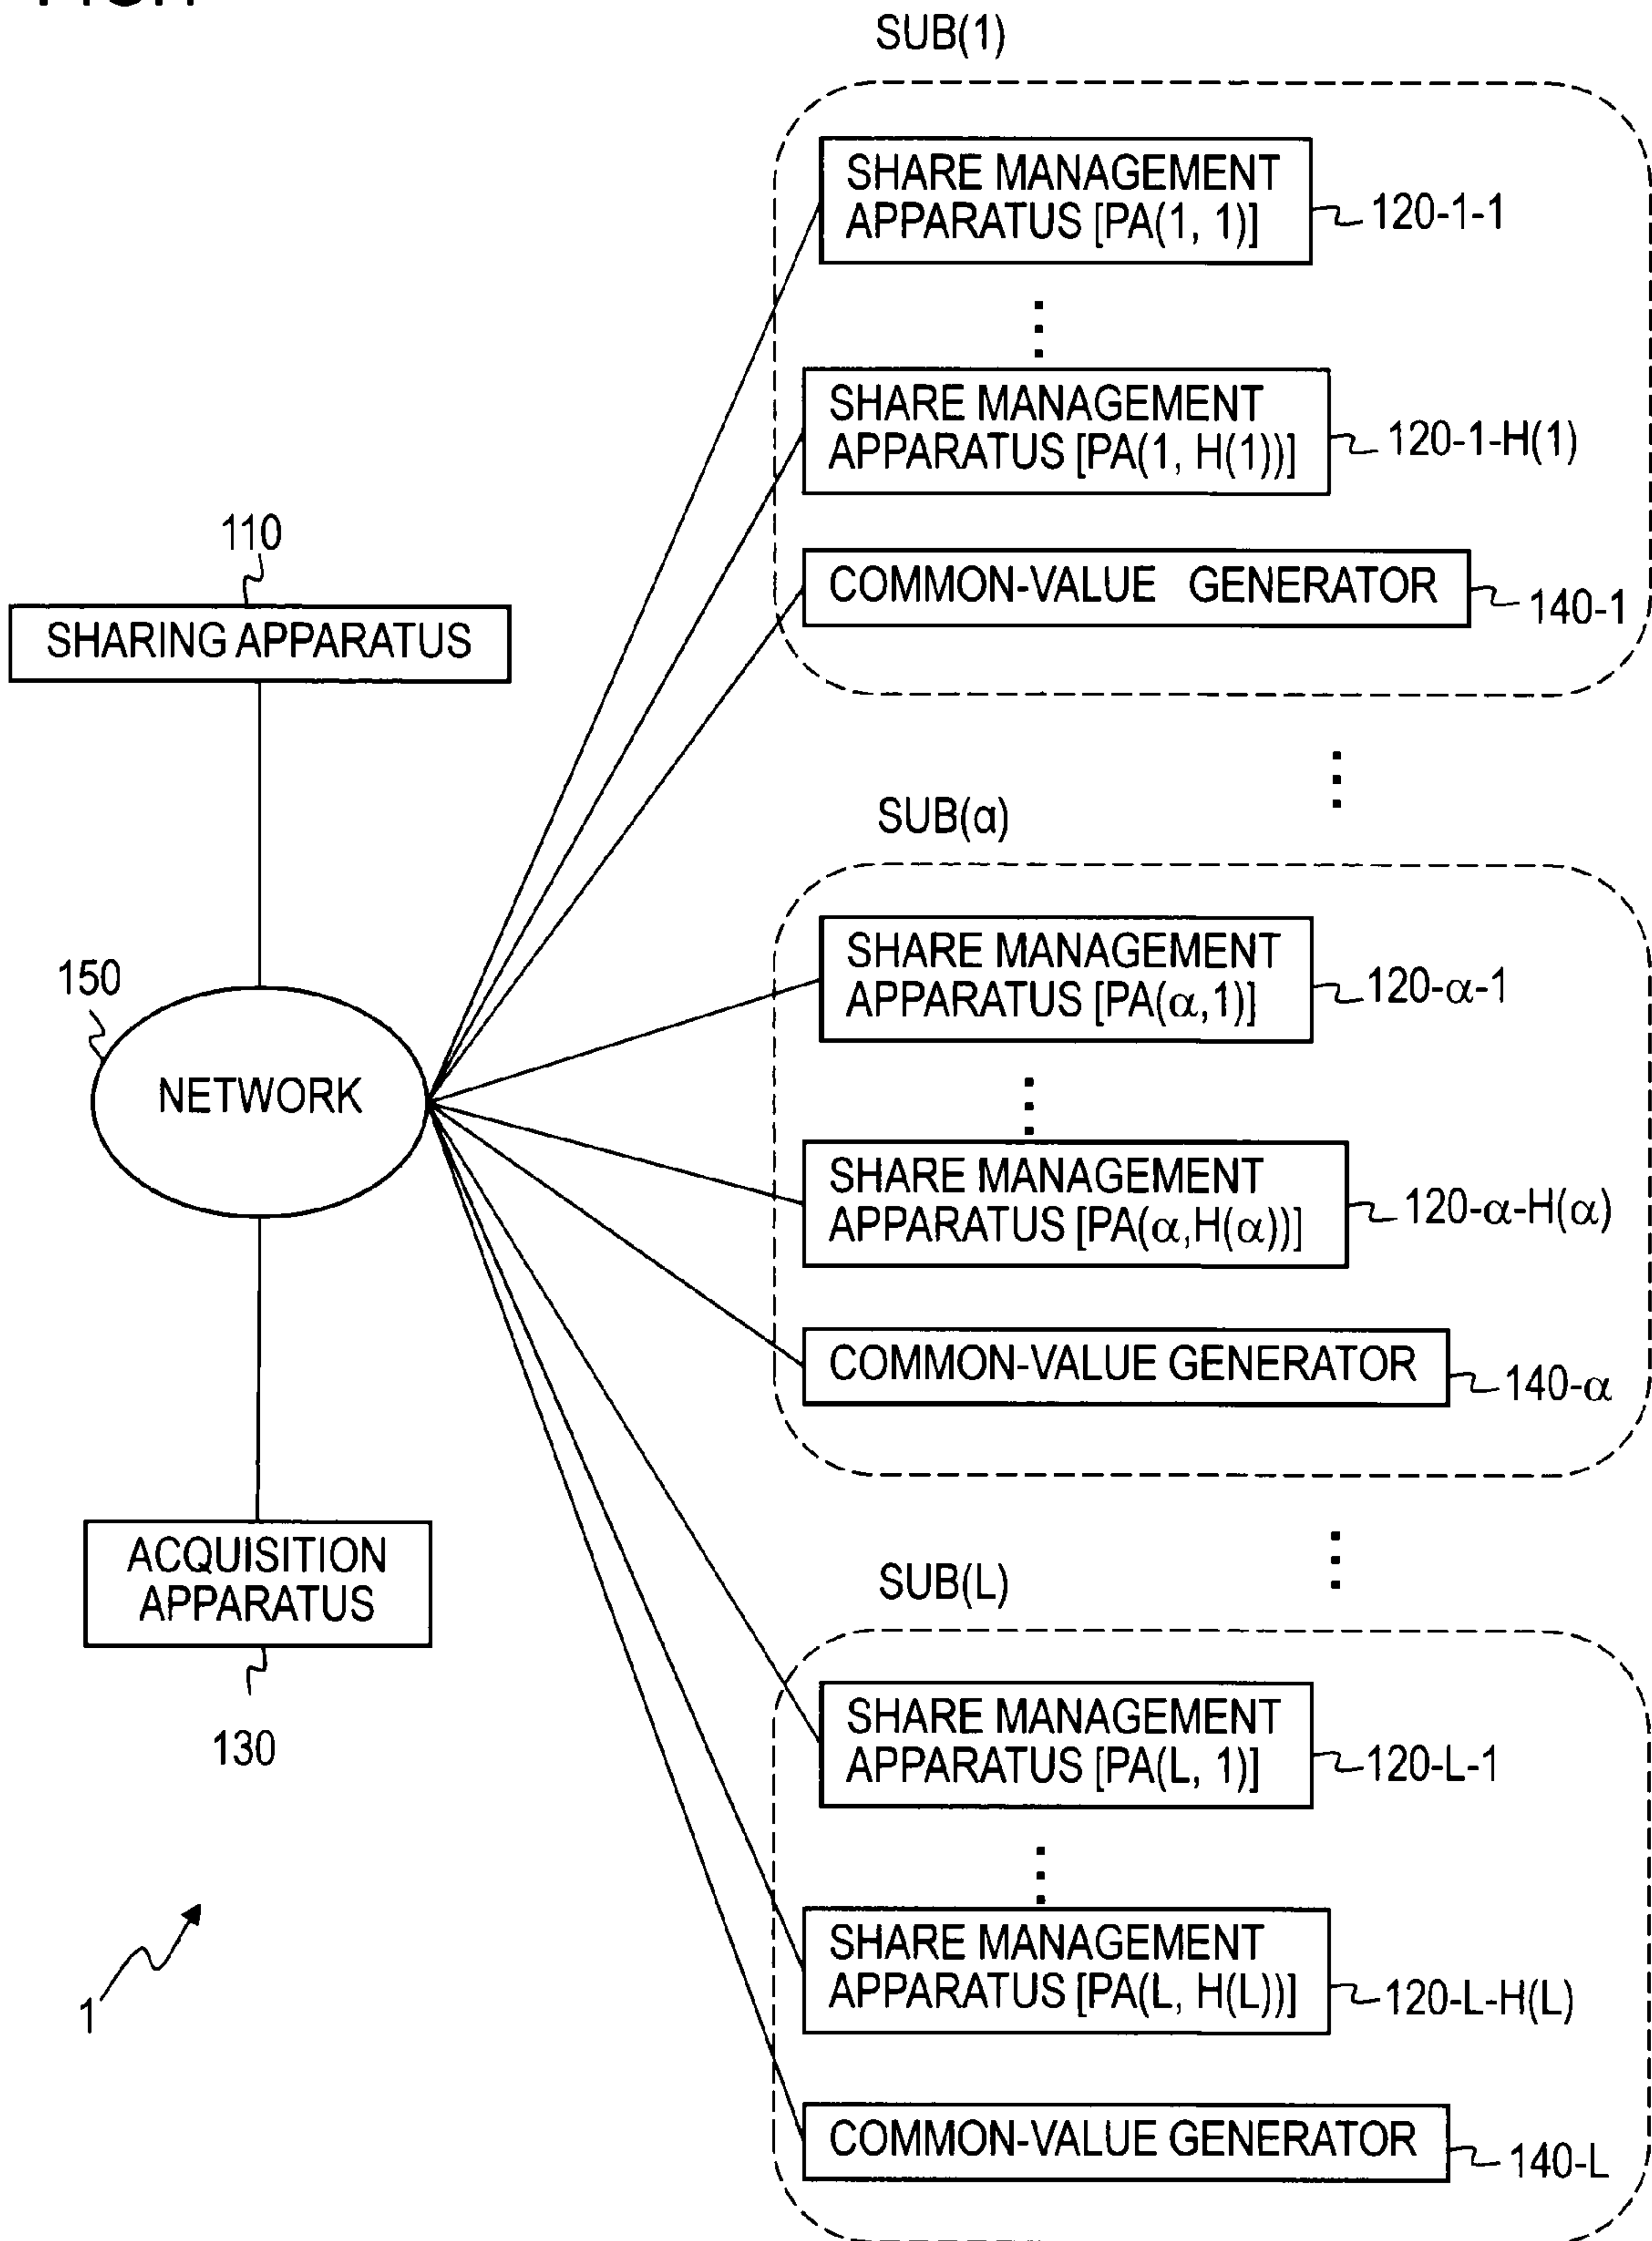 SUB(1)
SHARE MANAGEMENT
APPARATUS [PA(1, 1)]
120-1-1
SHARE MANAGEMENT
APPARATUS [PA(1, H(1))]
120-1-H(1)
COMMON-VALUE GENERATOR
140-1
110
SHARING APPARATUS
150
NETWORK
ACQUISITION
APPARATUS
130
1
SUB(α)
SHARE MANAGEMENT
APPARATUS [PA(α,1)]
120-α-1
SHARE MANAGEMENT
APPARATUS [PA(α,H(α))]
120-α-H(α)
COMMON-VALUE GENERATOR
140-α
SUB(L)
SHARE MANAGEMENT
APPARATUS [PA(L, 1)]
120-L-1
SHARE MANAGEMENT
APPARATUS [PA(L, H(L))]
120-L-H(L)
COMMON-VALUE GENERATOR
140-L